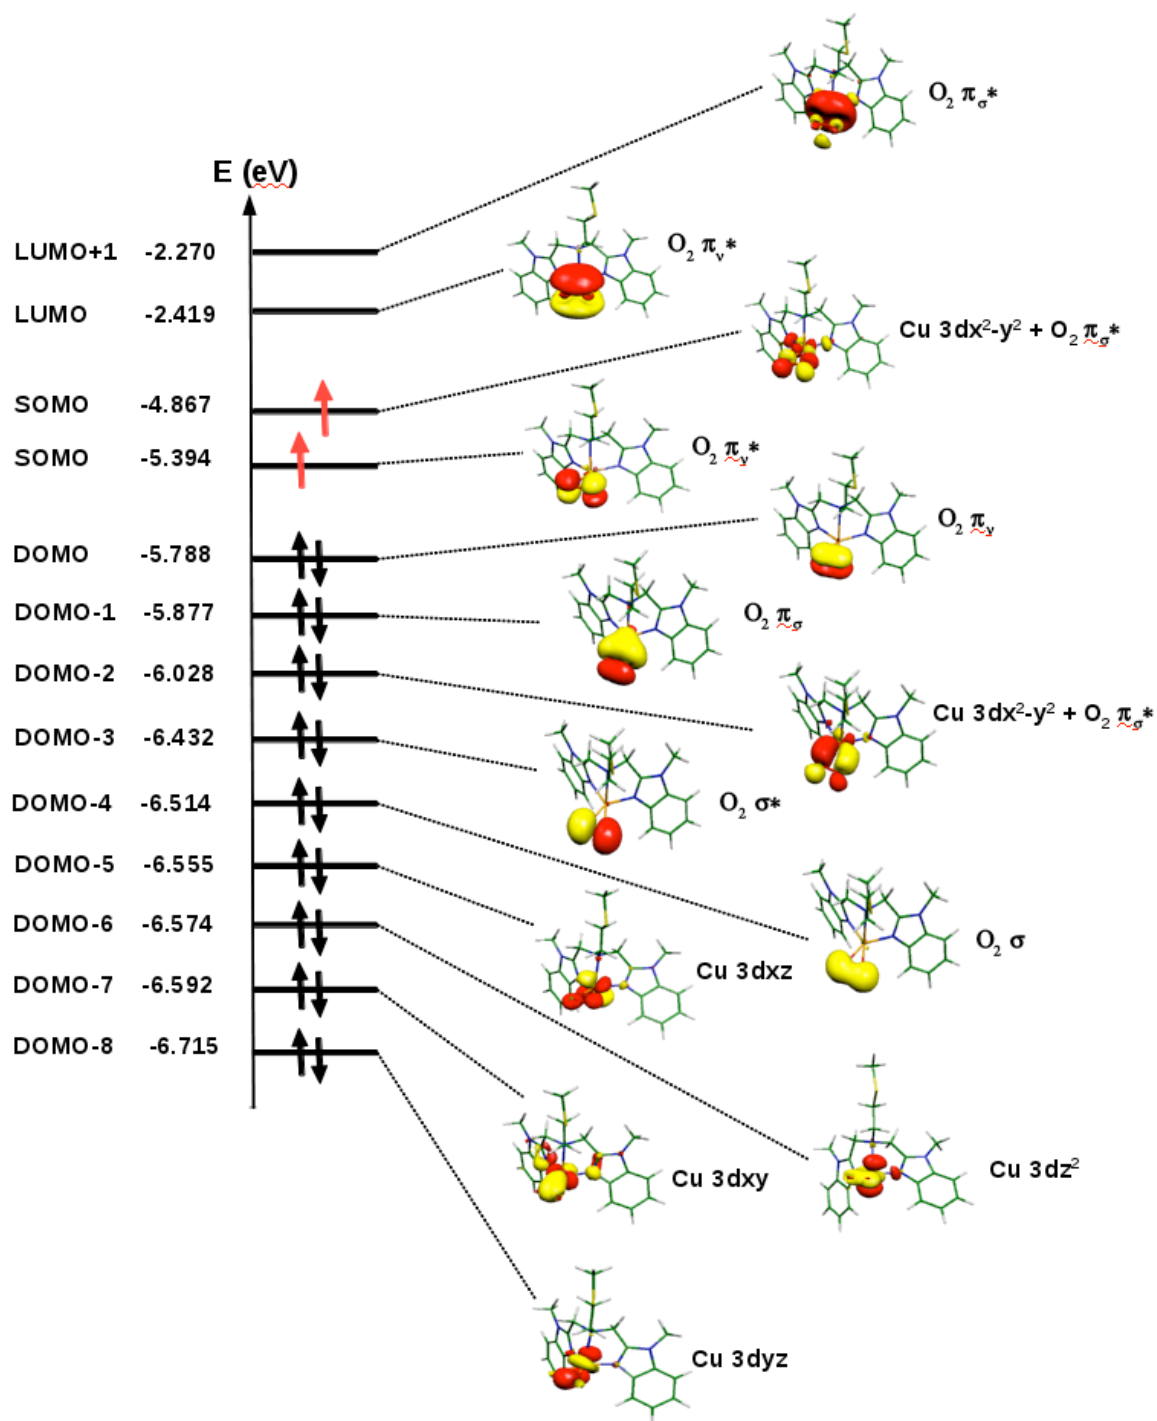 O₂ πσ*
E (eV)
LUMO+1 -2.270
O₂ πν*
LUMO -2.419
Cu 3dx²-y² + O₂ πσ*
SOMO -4.867
SOMO -5.394
O₂ πν*
O₂ πν
DOMO -5.788
DOMO-1 -5.877
O₂ πσ
DOMO-2 -6.028
Cu 3dx²-y² + O₂ πσ*
DOMO-3 -6.432
DOMO-4 -6.514
O₂ σ*
DOMO-5 -6.555
DOMO-6 -6.574
O₂ σ
Cu 3dxz
DOMO-7 -6.592
DOMO-8 -6.715
Cu 3dxy
Cu 3dz²
Cu 3dyz